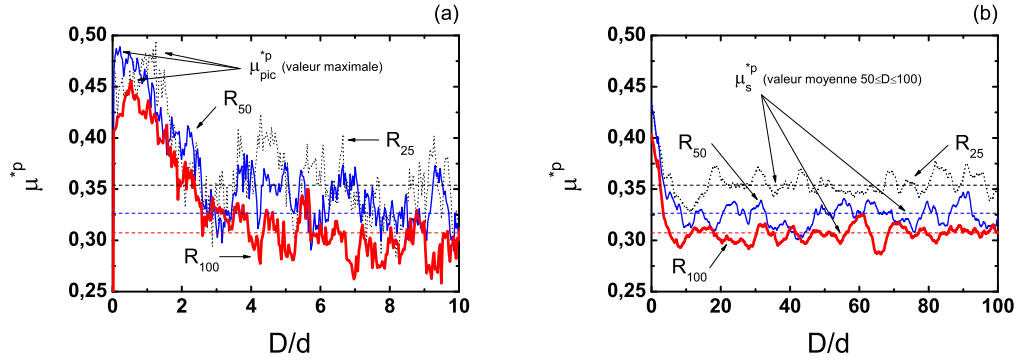 (a)
0,50
0,45
0,40
0,35
0,30
0,25
μ*p
μ*p pic (valeur maximale)
R50
R25
R100
0 2 4 6 8 10
D/d
(b)
0,50
0,45
0,40
0,35
0,30
0,25
μ*p
μ*p s (valeur moyenne 50≤D≤100)
R50
R25
R100
0 20 40 60 80 100
D/d